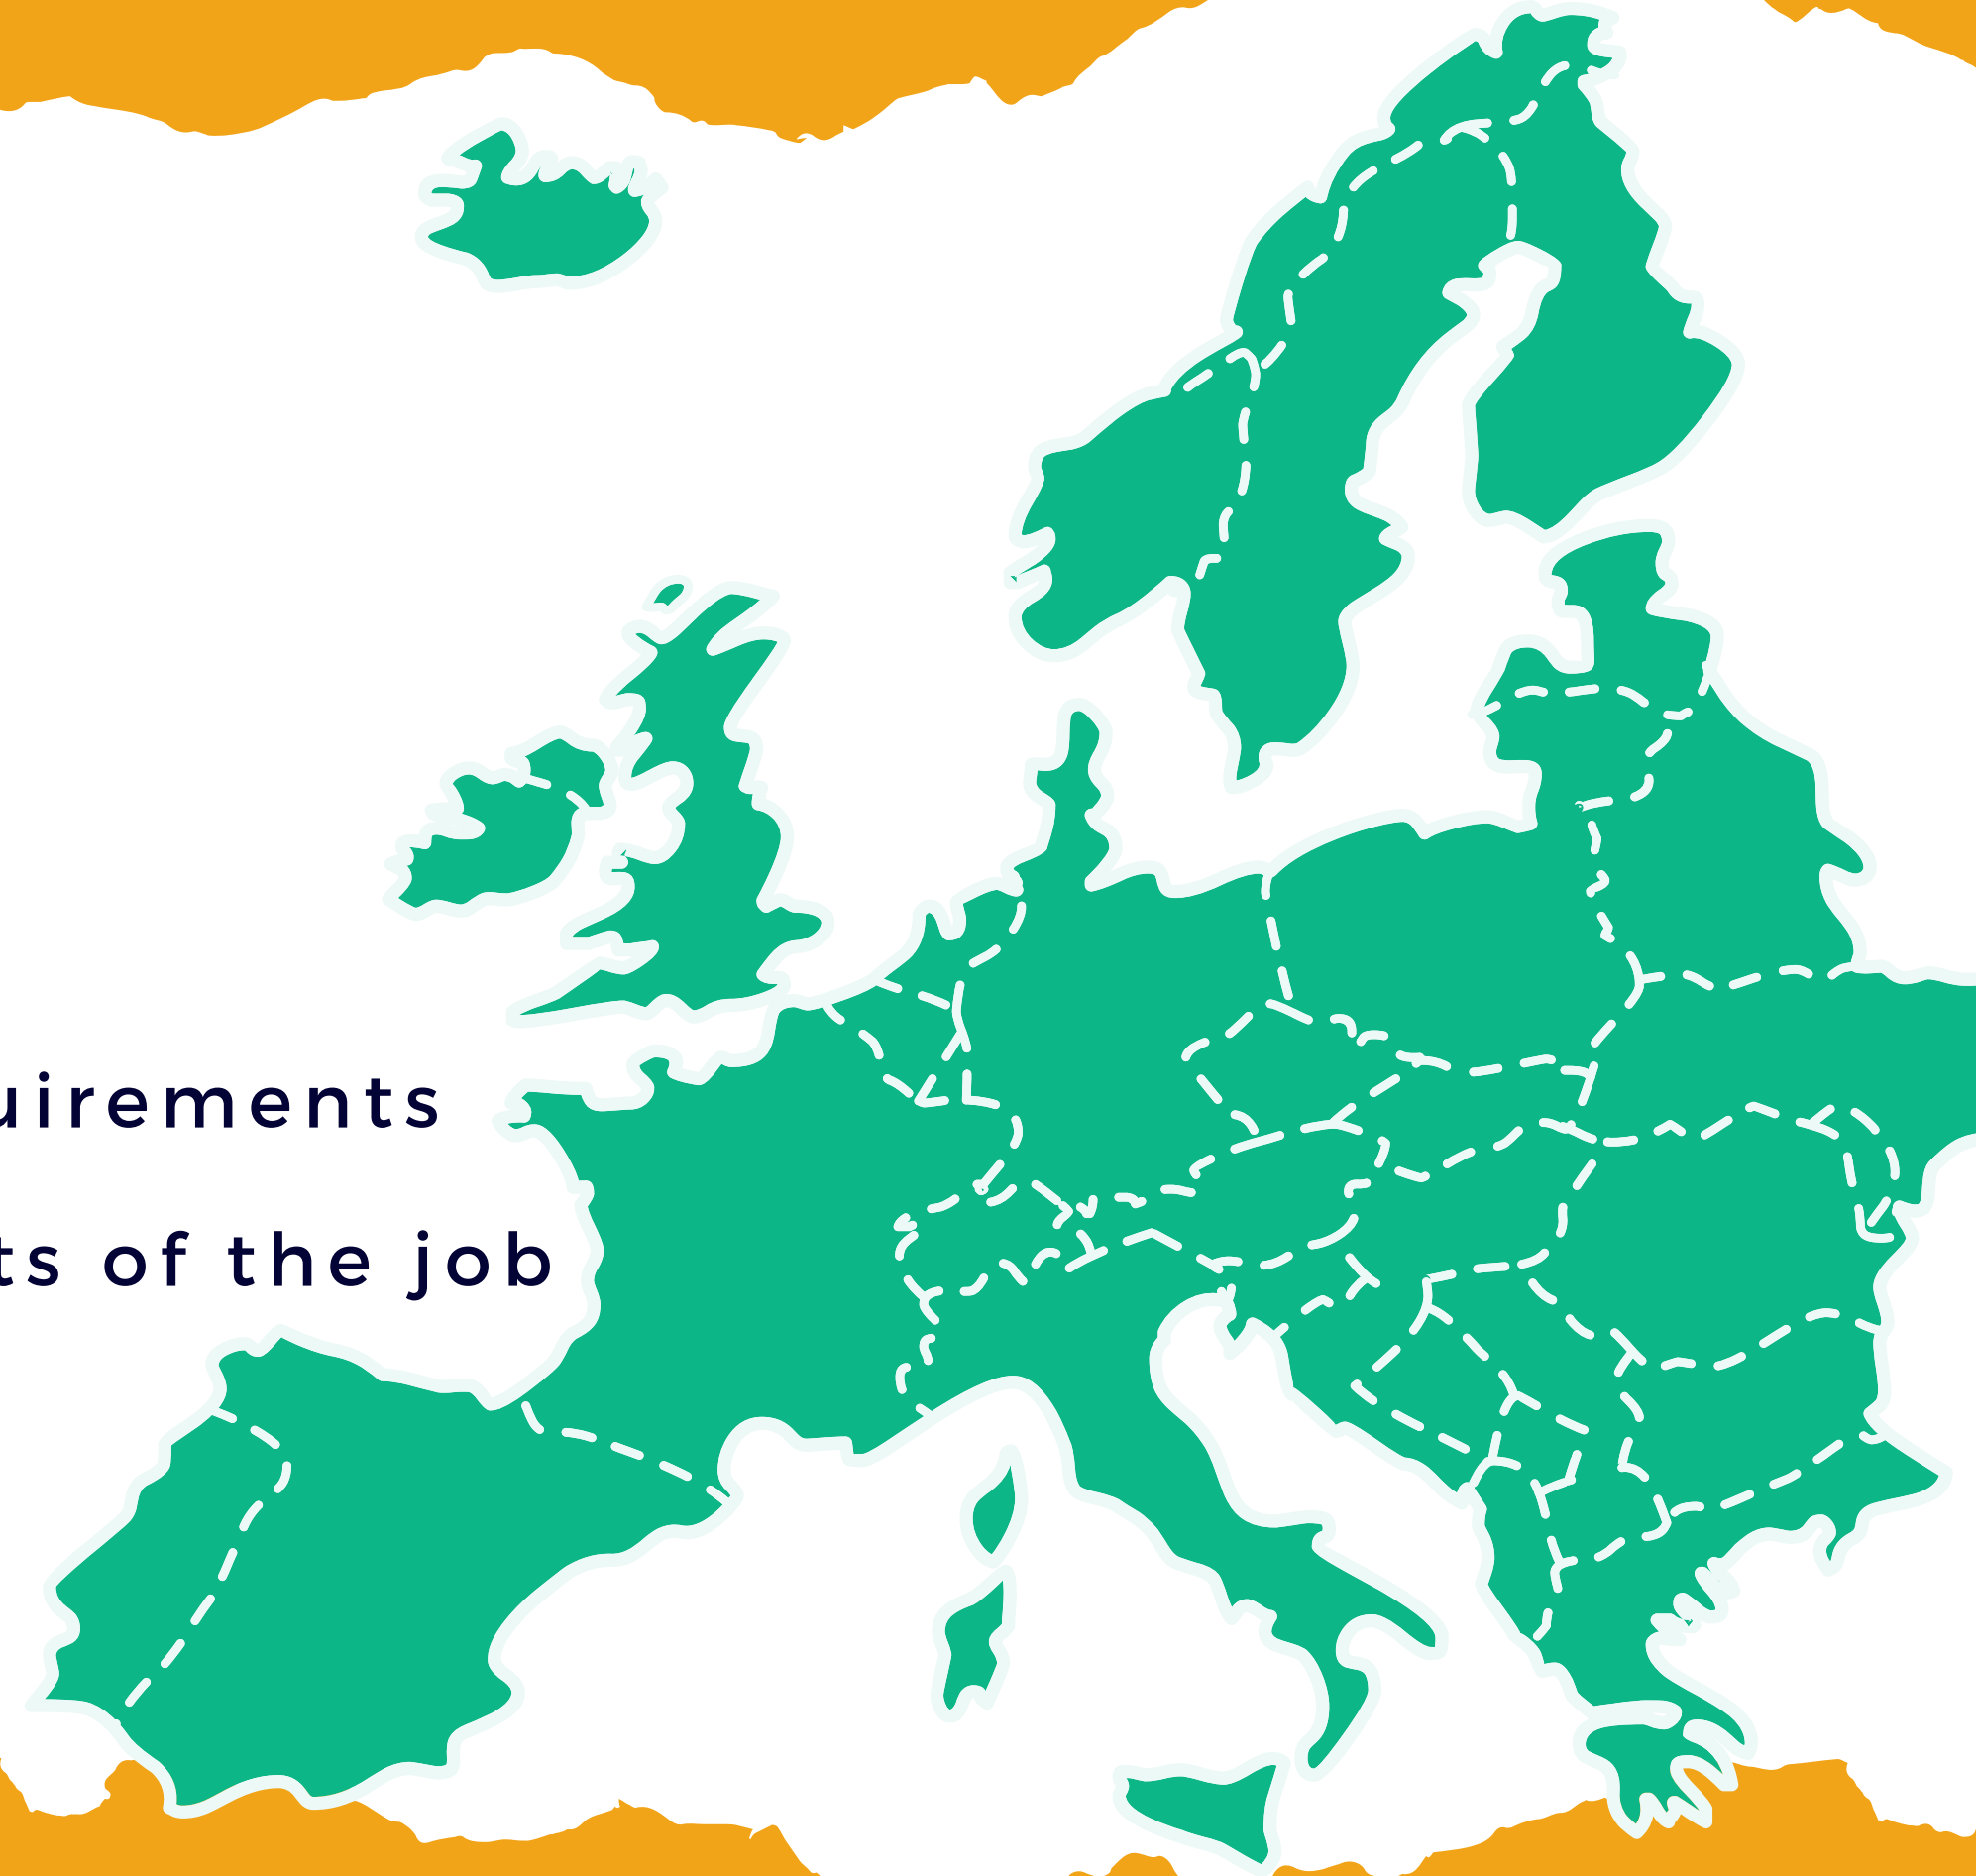 uirements
ts of the job